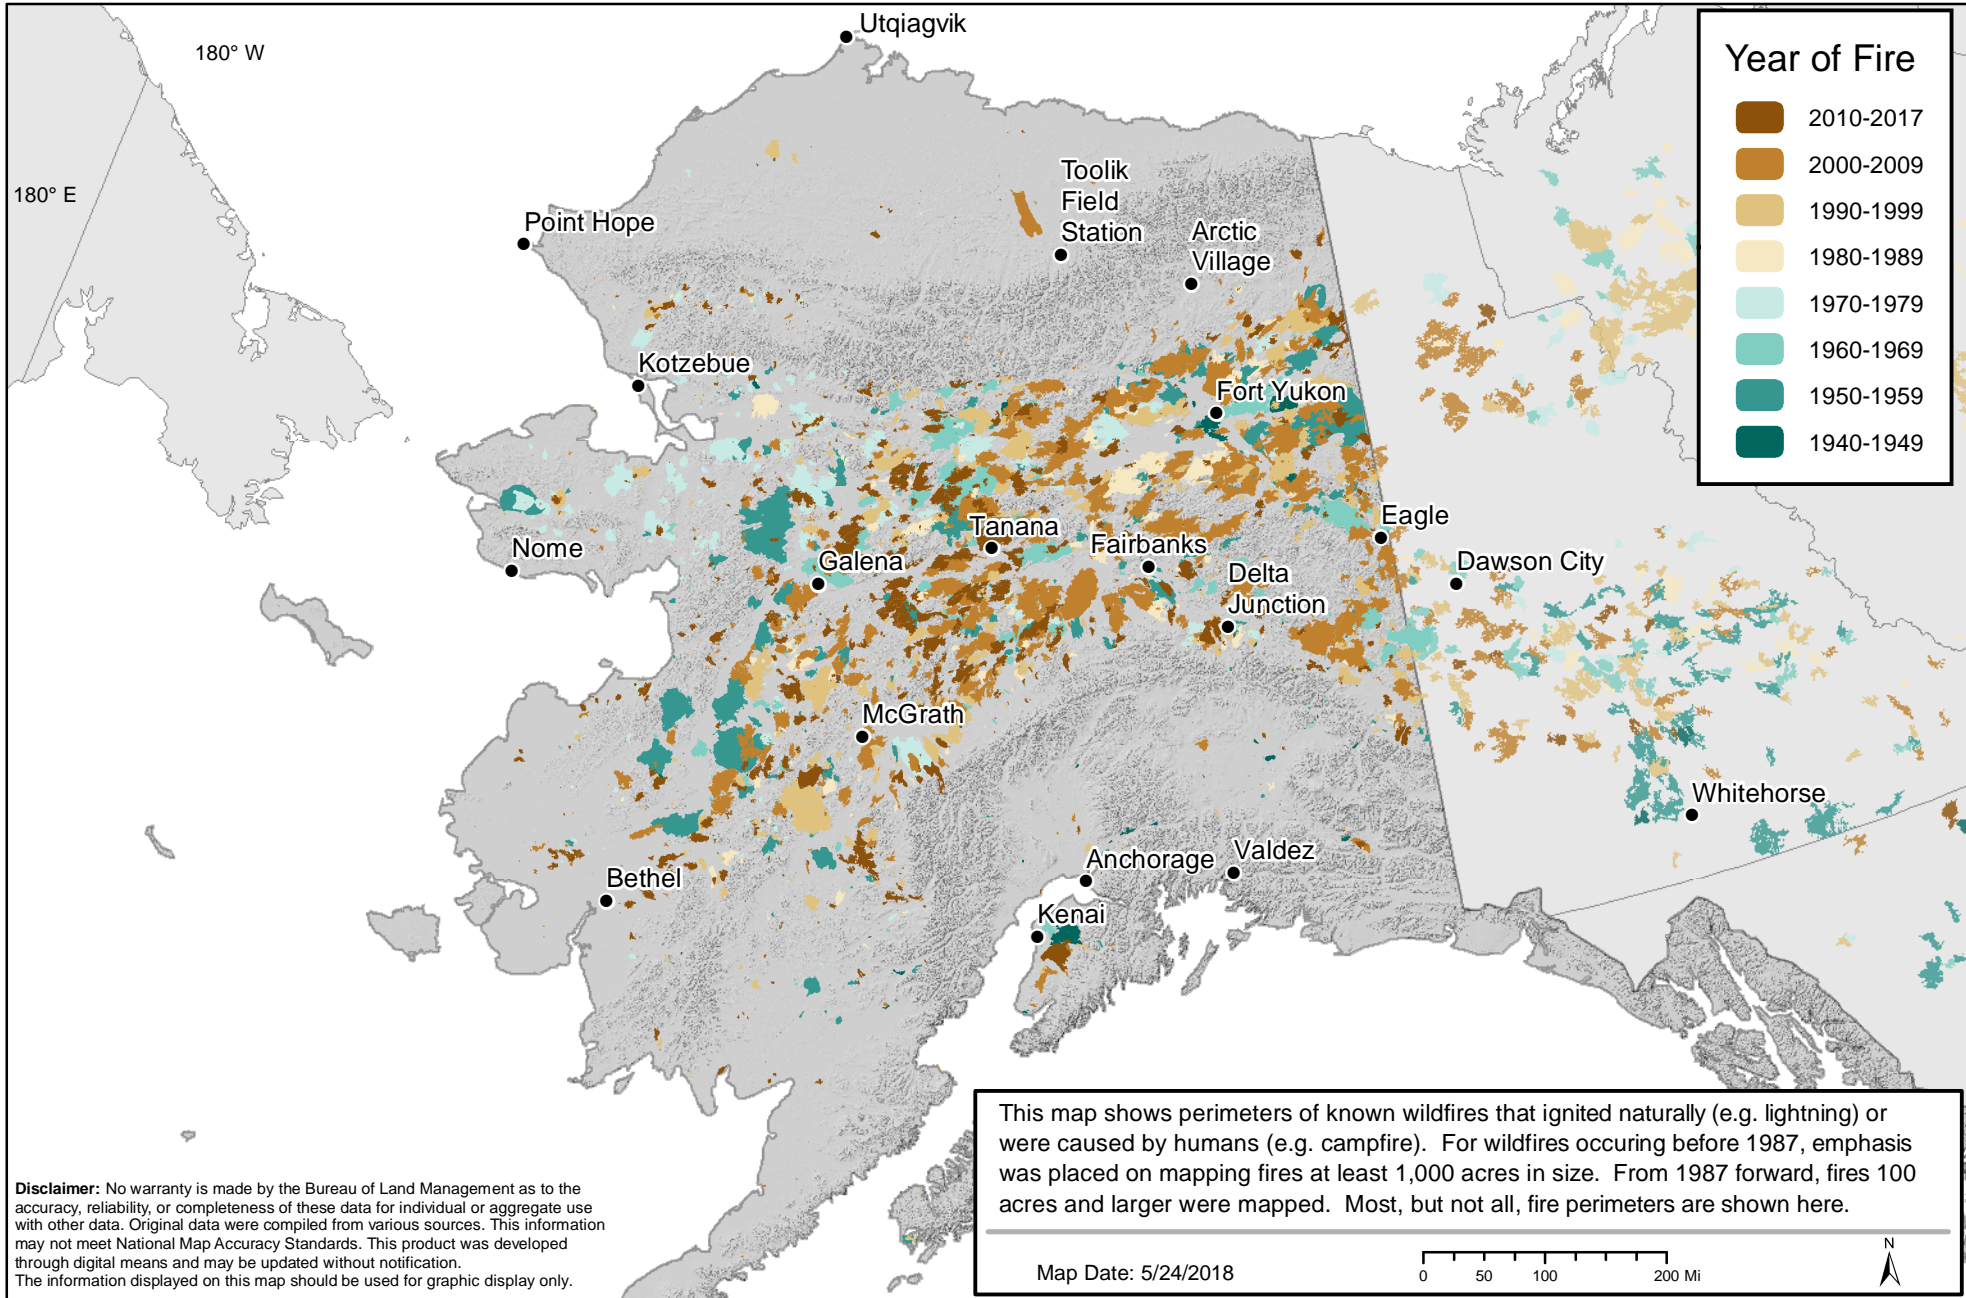 Utqiagvik
180° W
180° E
Point Hope
Toolik
Field
Station
Arctic
Village
Kotzebue
Fort Yukon
Nome
Tanana
Galena
Fairbanks
Eagle
Delta
Junction
Dawson City
McGrath
Whitehorse
Bethel
Anchorage
Valdez
Kenai
Year of Fire
2010-2017
2000-2009
1990-1999
1980-1989
1970-1979
1960-1969
1950-1959
1940-1949
This map shows perimeters of known wildfires that ignited naturally (e.g. lightning) or
were caused by humans (e.g. campfire). For wildfires occuring before 1987, emphasis
was placed on mapping fires at least 1,000 acres in size. From 1987 forward, fires 100
acres and larger were mapped. Most, but not all, fire perimeters are shown here.
Map Date: 5/24/2018
0 50 100 200 Mi
N
Disclaimer: No warranty is made by the Bureau of Land Management as to the
accuracy, reliability, or completeness of these data for individual or aggregate use
with other data. Original data were compiled from various sources. This information
may not meet National Map Accuracy Standards. This product was developed
through digital means and may be updated without notification.
The information displayed on this map should be used for graphic display only.